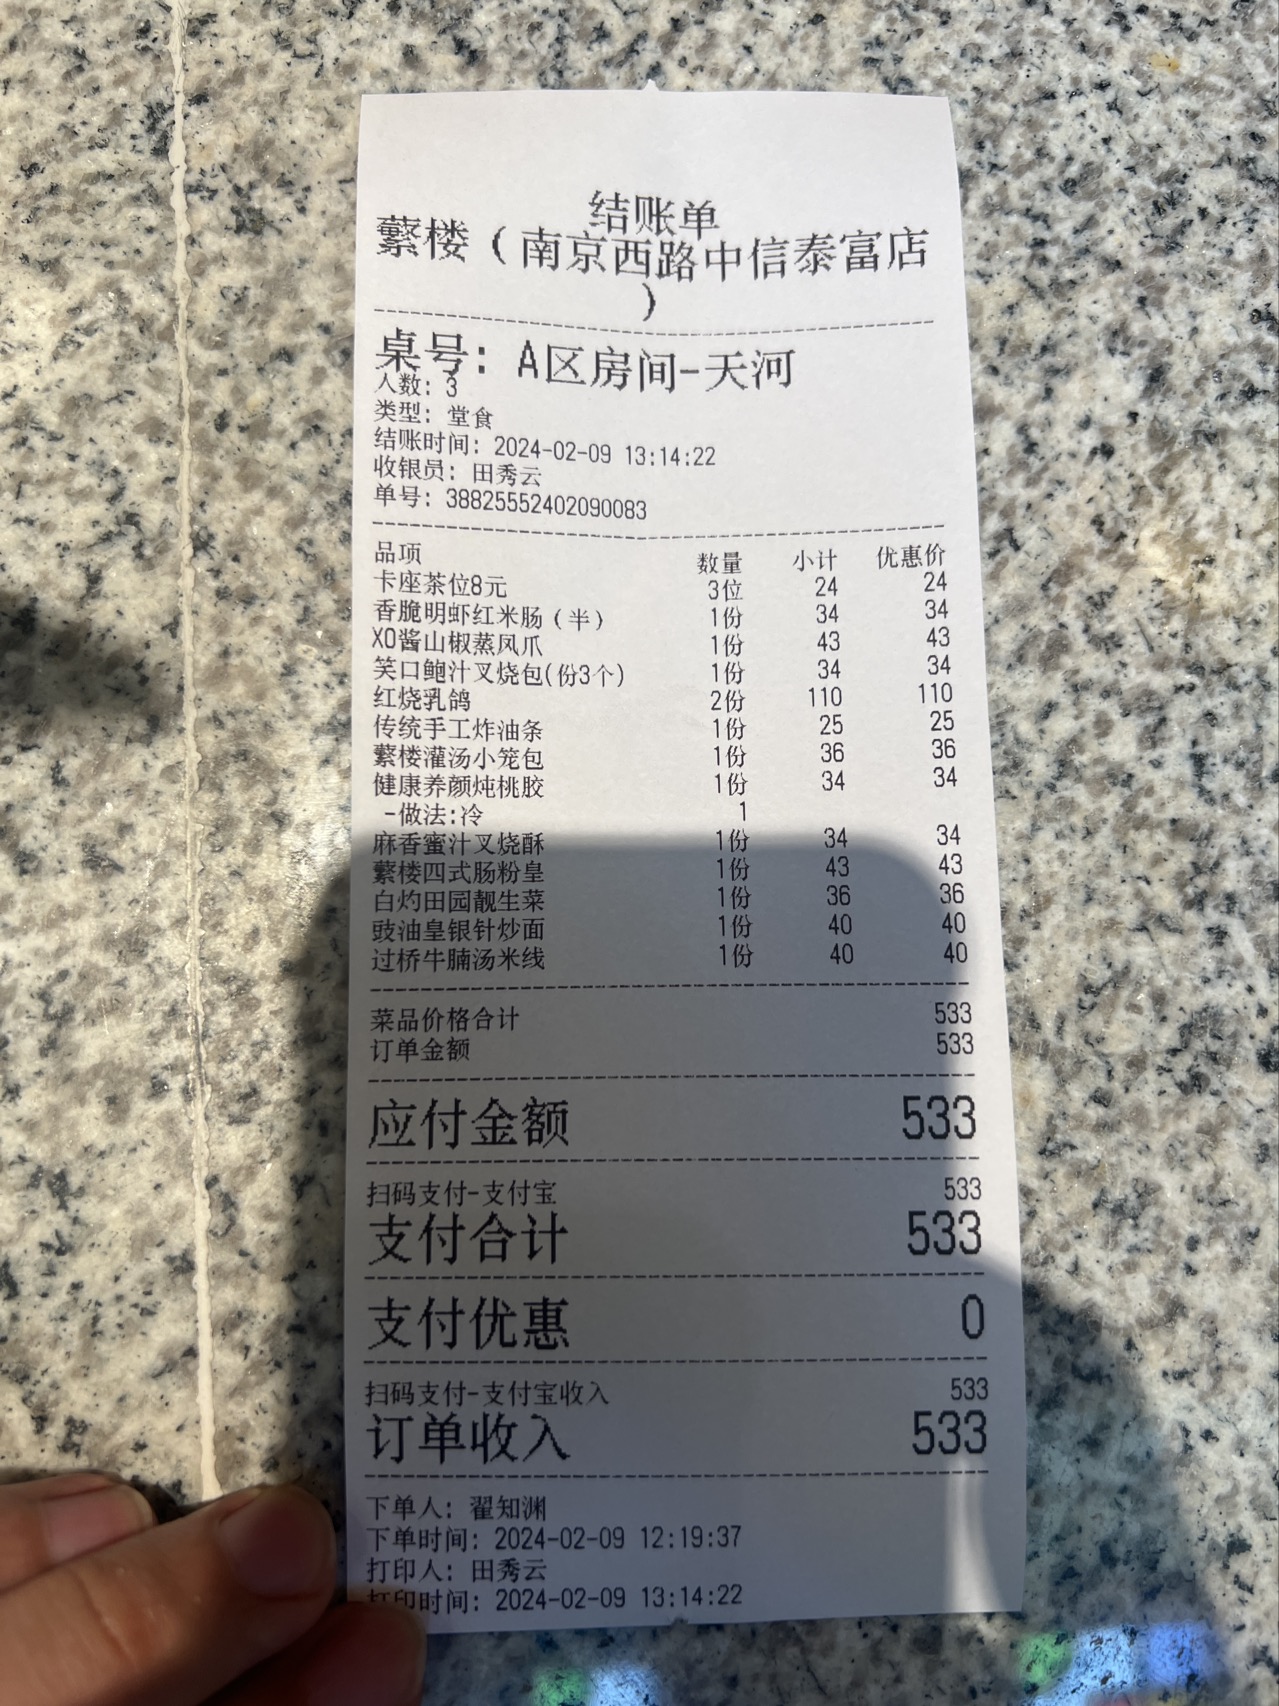 结账单
蘩楼（南京西路中信泰富店
）
桌号：A区房间-天河
人数：3
类型：堂食
结账时间：2024-02-09 13:14:22
收银员：田秀云
单号：38825552402090083
品项 数量 小计 优惠价
卡座茶位8元 3位 24 24
香脆明虾红米肠（半） 1份 34 34
XO酱山椒蒸凤爪 1份 43 43
笑口鲍汁叉烧包(份3个) 1份 34 34
红烧乳鸽 2份 110 110
传统手工炸油条 1份 25 25
蘩楼灌汤小笼包 1份 36 36
健康养颜炖桃胶 1份 34 34
-做法:冷 1
麻香蜜汁叉烧酥 1份 34 34
蘩楼四式肠粉皇 1份 43 43
白灼田园靓生菜 1份 36 36
豉油皇银针炒面 1份 40 40
过桥牛腩汤米线 1份 40 40
菜品价格合计 533
订单金额 533
应付金额 533
扫码支付-支付宝 533
支付合计 533
支付优惠 0
扫码支付-支付宝收入 533
订单收入 533
下单人：翟知渊
下单时间：2024-02-09 12:19:37
打印人：田秀云
打印时间：2024-02-09 13:14:22